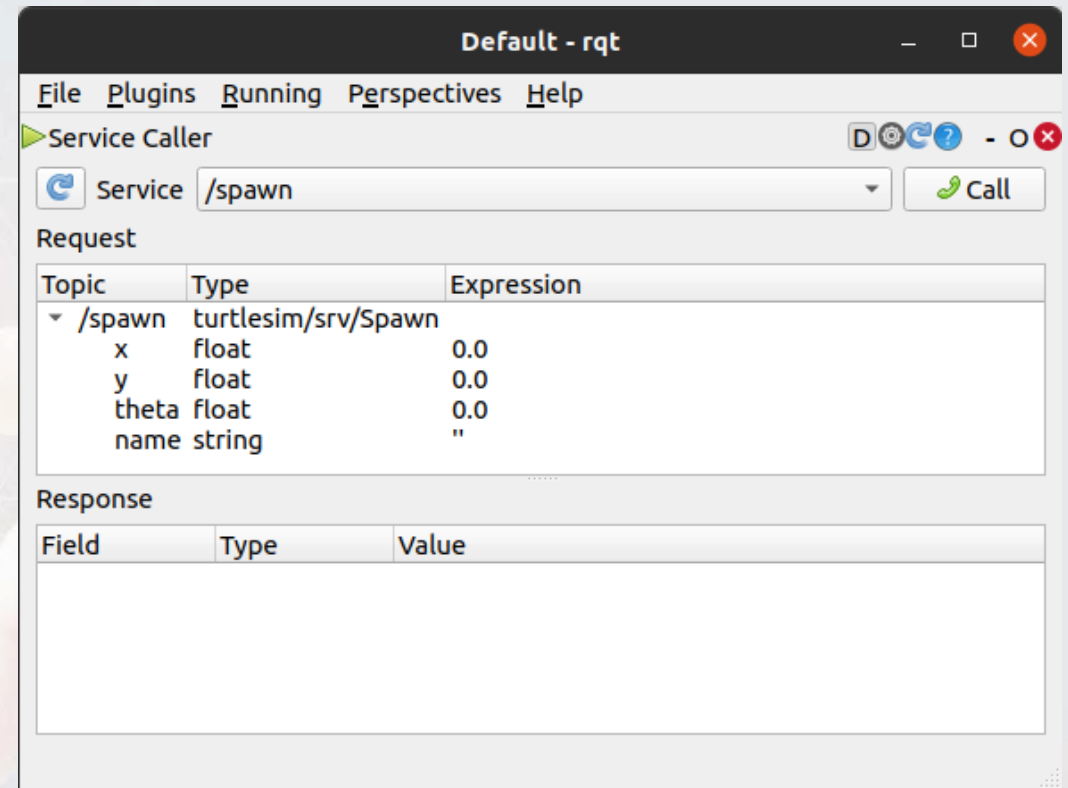 Default - rqt
File Plugins Running Perspectives Help
Service Caller D ? - O
Service /spawn Call
Request
Topic Type Expression
/spawn turtlesim/srv/Spawn
x float 0.0
y float 0.0
theta float 0.0
name string ''
Response
Field Type Value